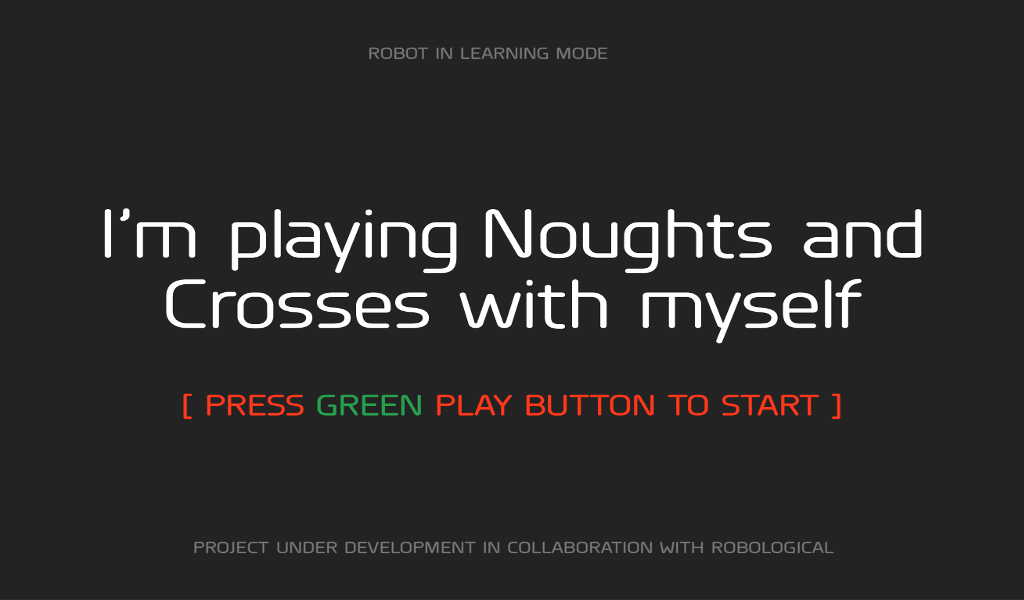 ROBOT IN LEARNING MODE
I'm playing Noughts and
Crosses with myself
[ PRESS GREEN PLAY BUTTON TO START ]
PROJECT UNDER DEVELOPMENT IN COLLABORATION WITH ROBOLOGICAL